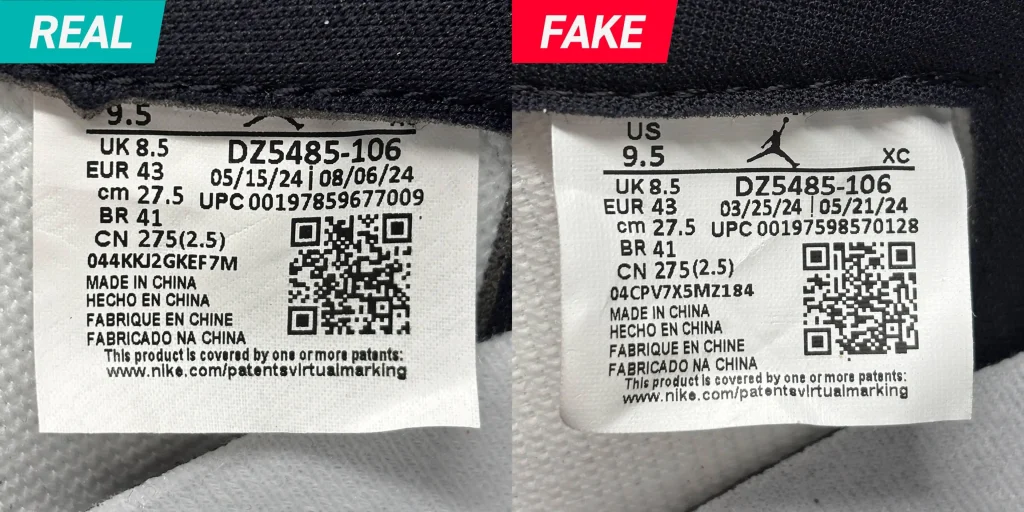 REAL
9.5
UK 8.5
EUR 43
cm 27.5
BR 41
CN 275(2.5)
DZ5485-106
05/15/24 | 08/06/24
UPC 00197859677009
044KKJ2GKEF7M
MADE IN CHINA
HECHO EN CHINA
FABRIQUE EN CHINE
FABRICADO NA CHINA
This product is covered by one or more patents:
www.nike.com/patentsvirtualmarking
FAKE
US
9.5
XC
UK 8.5
EUR 43
cm 27.5
BR 41
CN 275(2.5)
DZ5485-106
03/25/24 | 05/21/24
UPC 00197598570128
04CPV7X5MZ184
MADE IN CHINA
HECHO EN CHINA
FABRIQUE EN CHINE
FABRICADO NA CHINA
This product is covered by one or more patents:
www.nike.com/patentsvirtualmarking